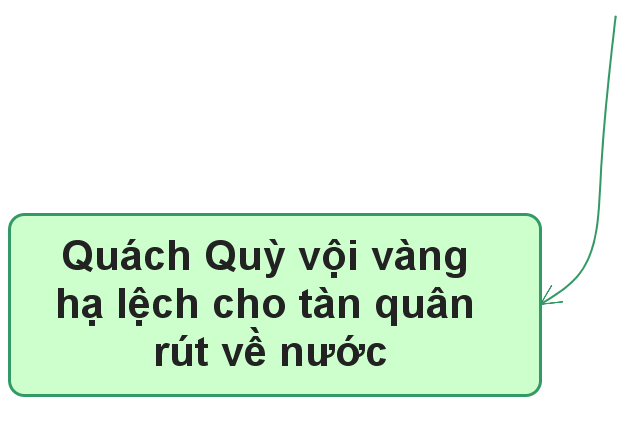 Quách Quỳ vội vàng
hạ lệch cho tàn quân
rút về nước